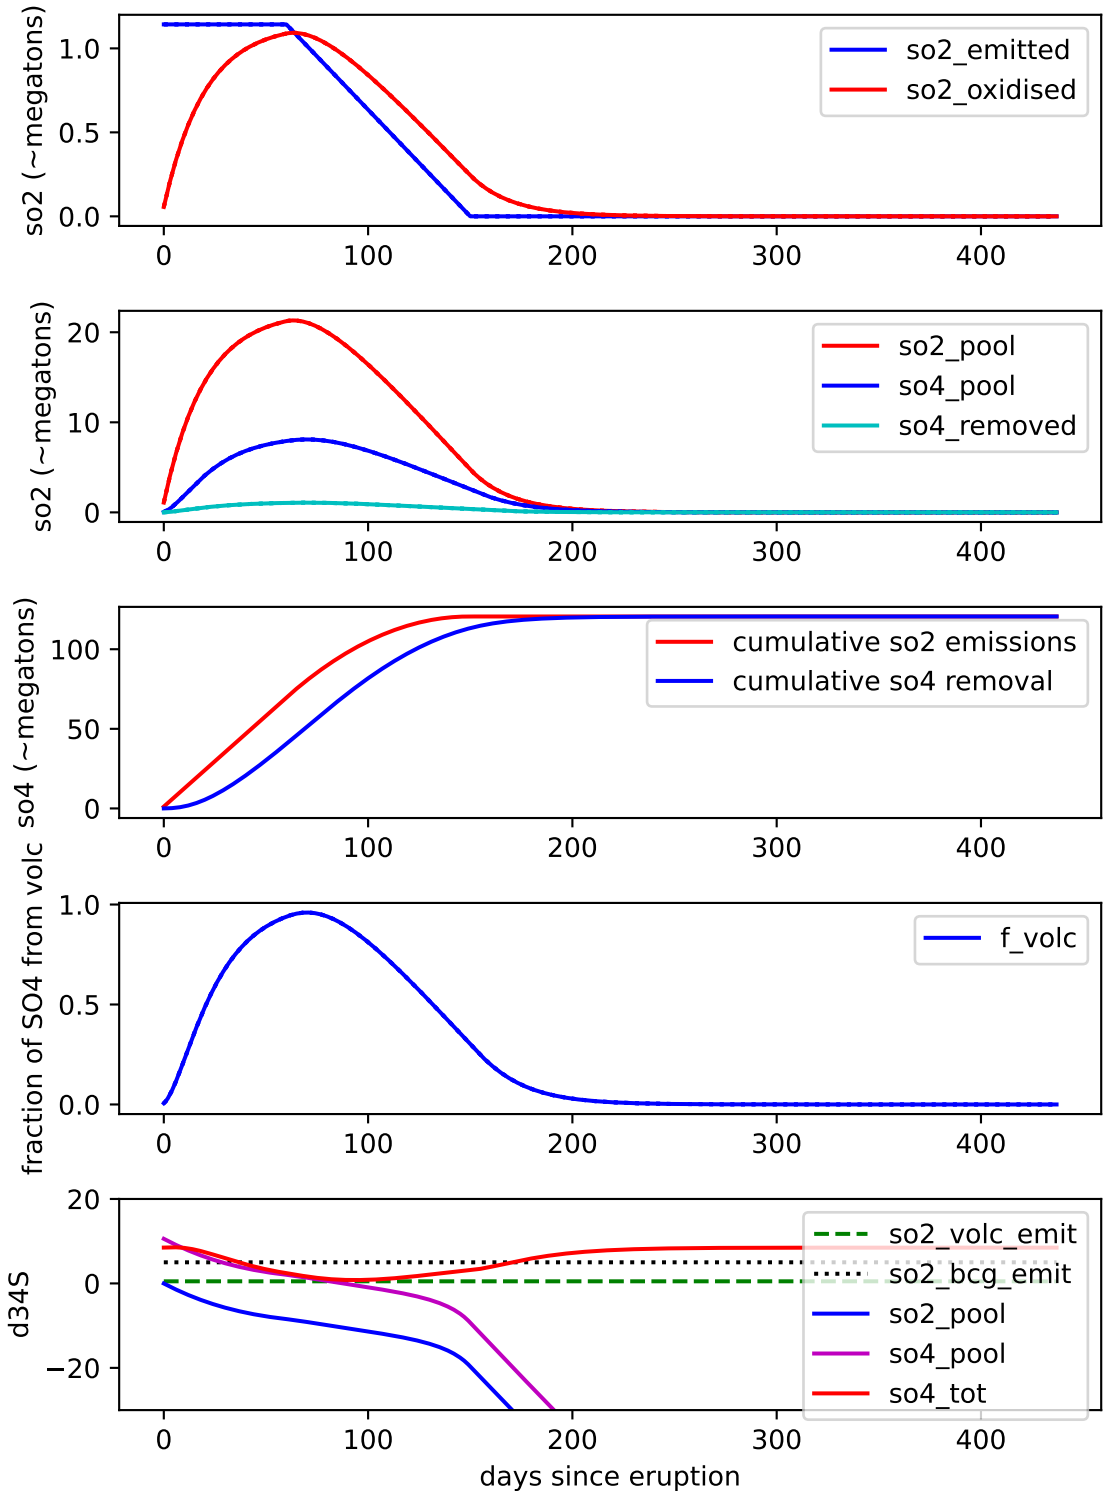 so2 (~megatons)
1.0
0.5
0.0
so2_emitted
so2_oxidised
0 100 200 300 400
so2 (~megatons)
20
10
0
so2_pool
so4_pool
so4_removed
0 100 200 300 400
so4 (~megatons)
100
50
0
cumulative so2 emissions
cumulative so4 removal
0 100 200 300 400
fraction of SO4 from volc
1.0
0.5
0.0
f_volc
0 100 200 300 400
d34S
20
0
−20
so2_volc_emit
so2_bcg_emit
so2_pool
so4_pool
so4_tot
0 100 200 300 400
days since eruption